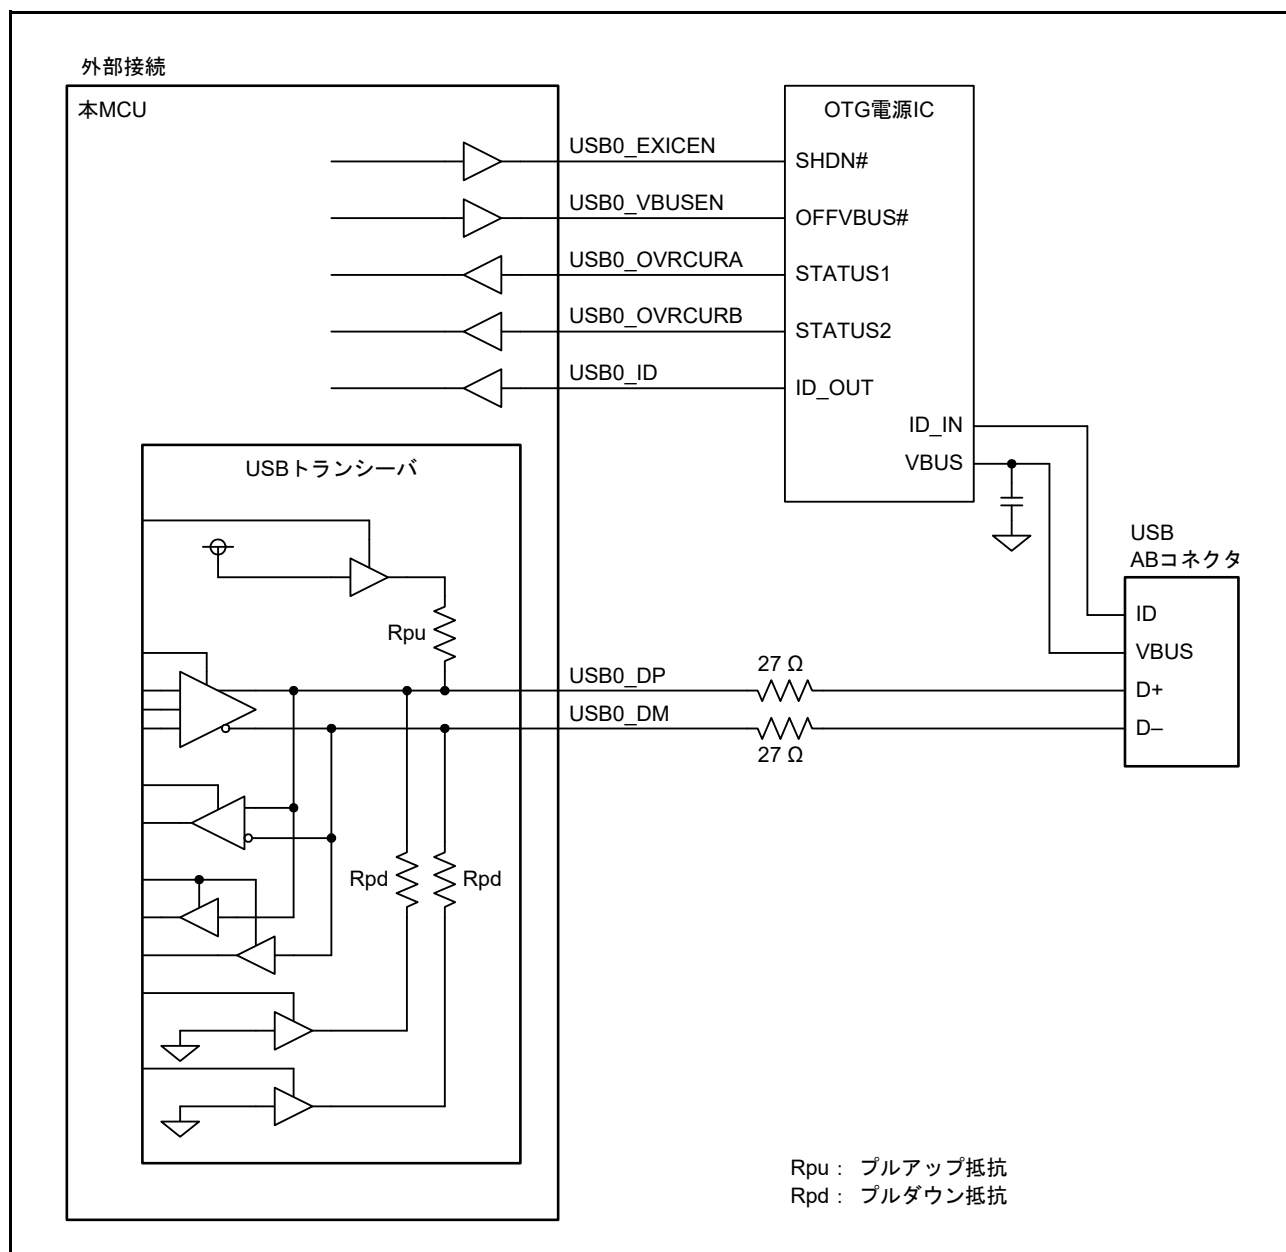 外部接続
本MCU
OTG電源IC
USB0_EXICEN
SHDN#
USB0_VBUSEN
OFFVBUS#
USB0_OVRCURA
STATUS1
USB0_OVRCURB
STATUS2
USB0_ID
ID_OUT
ID_IN
VBUS
USBトランシーバ
USB
ABコネクタ
ID
VBUS
Rpu
USB0_DP
27 Ω
D+
USB0_DM
27 Ω
D–
Rpd
Rpd
Rpu : プルアップ抵抗
Rpd : プルダウン抵抗